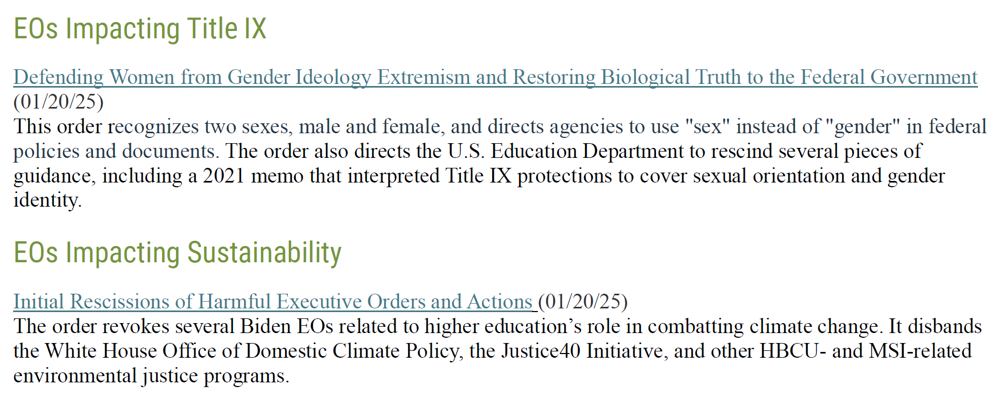 EOs Impacting Title IX
Defending Women from Gender Ideology Extremism and Restoring Biological Truth to the Federal Government
(01/20/25)
This order recognizes two sexes, male and female, and directs agencies to use "sex" instead of "gender" in federal
policies and documents. The order also directs the U.S. Education Department to rescind several pieces of
guidance, including a 2021 memo that interpreted Title IX protections to cover sexual orientation and gender
identity.
EOs Impacting Sustainability
Initial Rescissions of Harmful Executive Orders and Actions (01/20/25)
The order revokes several Biden EOs related to higher education’s role in combatting climate change. It disbands
the White House Office of Domestic Climate Policy, the Justice40 Initiative, and other HBCU- and MSI-related
environmental justice programs.